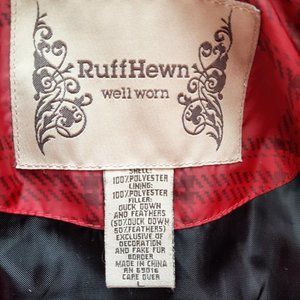 RuffHewn
well worn
SHELL:
100%POLYESTER
LINING:
100%POLYESTER
FILLER:
DUCK DOWN
AND FEATHERS
(50%DUCK DOWN
50%FEATHERS)
EXCLUSIVE OF
DECORATION
AND FAKE FUR
BORDER
MADE IN CHINA
RN 69016
CARE OVER
L